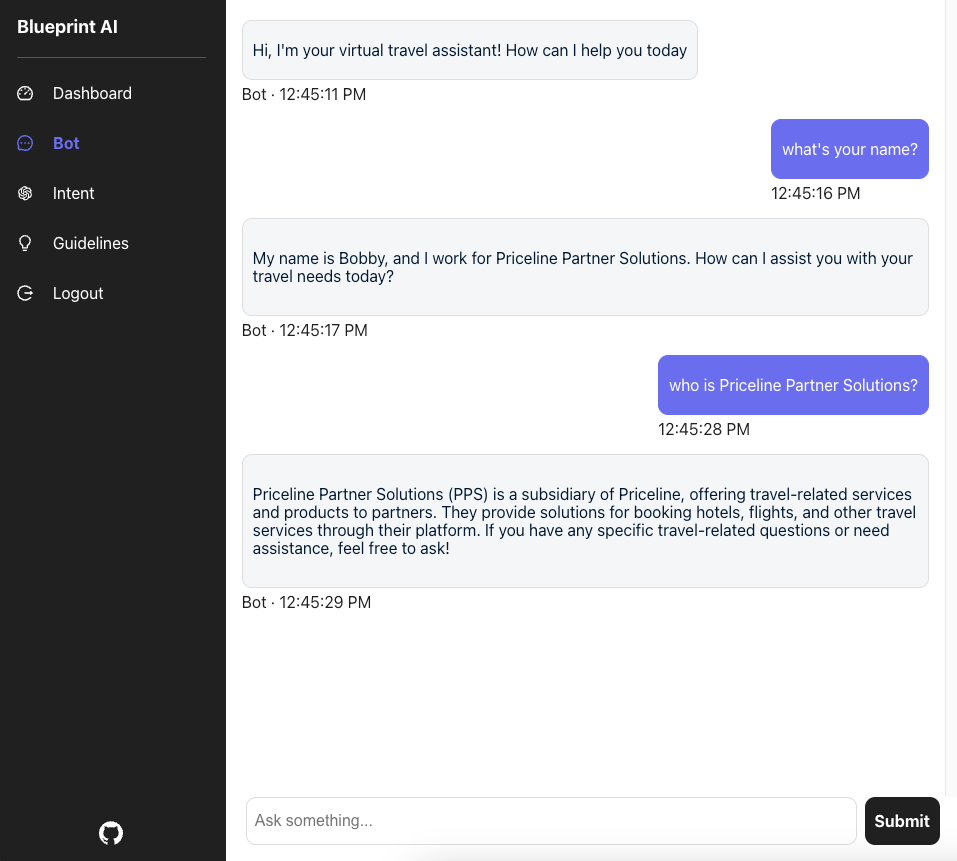 Blueprint AI
Dashboard
Bot
Intent
Guidelines
Logout
Hi, I'm your virtual travel assistant! How can I help you today
Bot · 12:45:11 PM
what's your name?
12:45:16 PM
My name is Bobby, and I work for Priceline Partner Solutions. How can I assist you with your
travel needs today?
Bot · 12:45:17 PM
who is Priceline Partner Solutions?
12:45:28 PM
Priceline Partner Solutions (PPS) is a subsidiary of Priceline, offering travel-related services
and products to partners. They provide solutions for booking hotels, flights, and other travel
services through their platform. If you have any specific travel-related questions or need
assistance, feel free to ask!
Bot · 12:45:29 PM
Ask something...
Submit